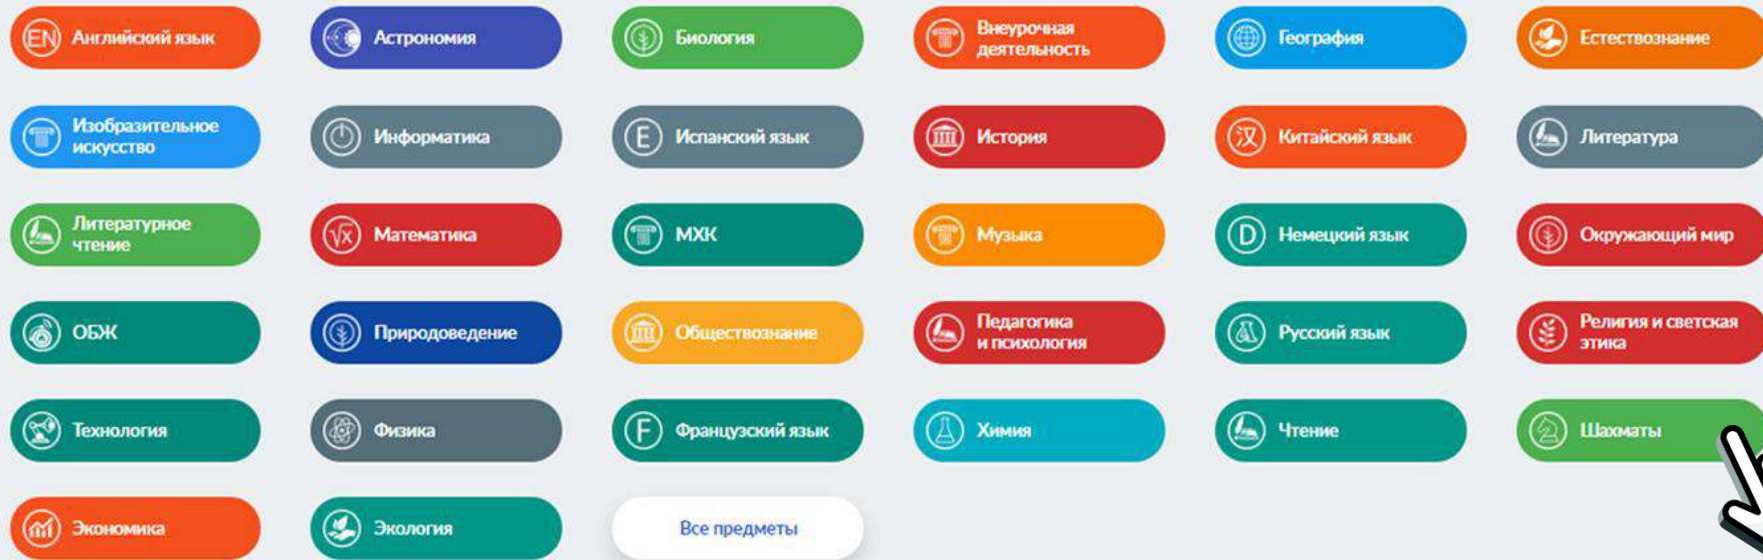 EN
Английский язык
Астрономия
Биология
Внеурочная
деятельность
География
Естествознание
Изобразительное
искусство
Информатика
E
Испанский язык
История
汉
Китайский язык
Литература
Литературное
чтение
√x
Математика
МХК
Музыка
D
Немецкий язык
Окружающий мир
ОБЖ
Природоведение
Обществознание
Педагогика
и психология
Русский язык
Религия и светская
этика
Технология
Физика
F
Французский язык
Химия
Чтение
Шахматы
Экономика
Экология
Все предметы